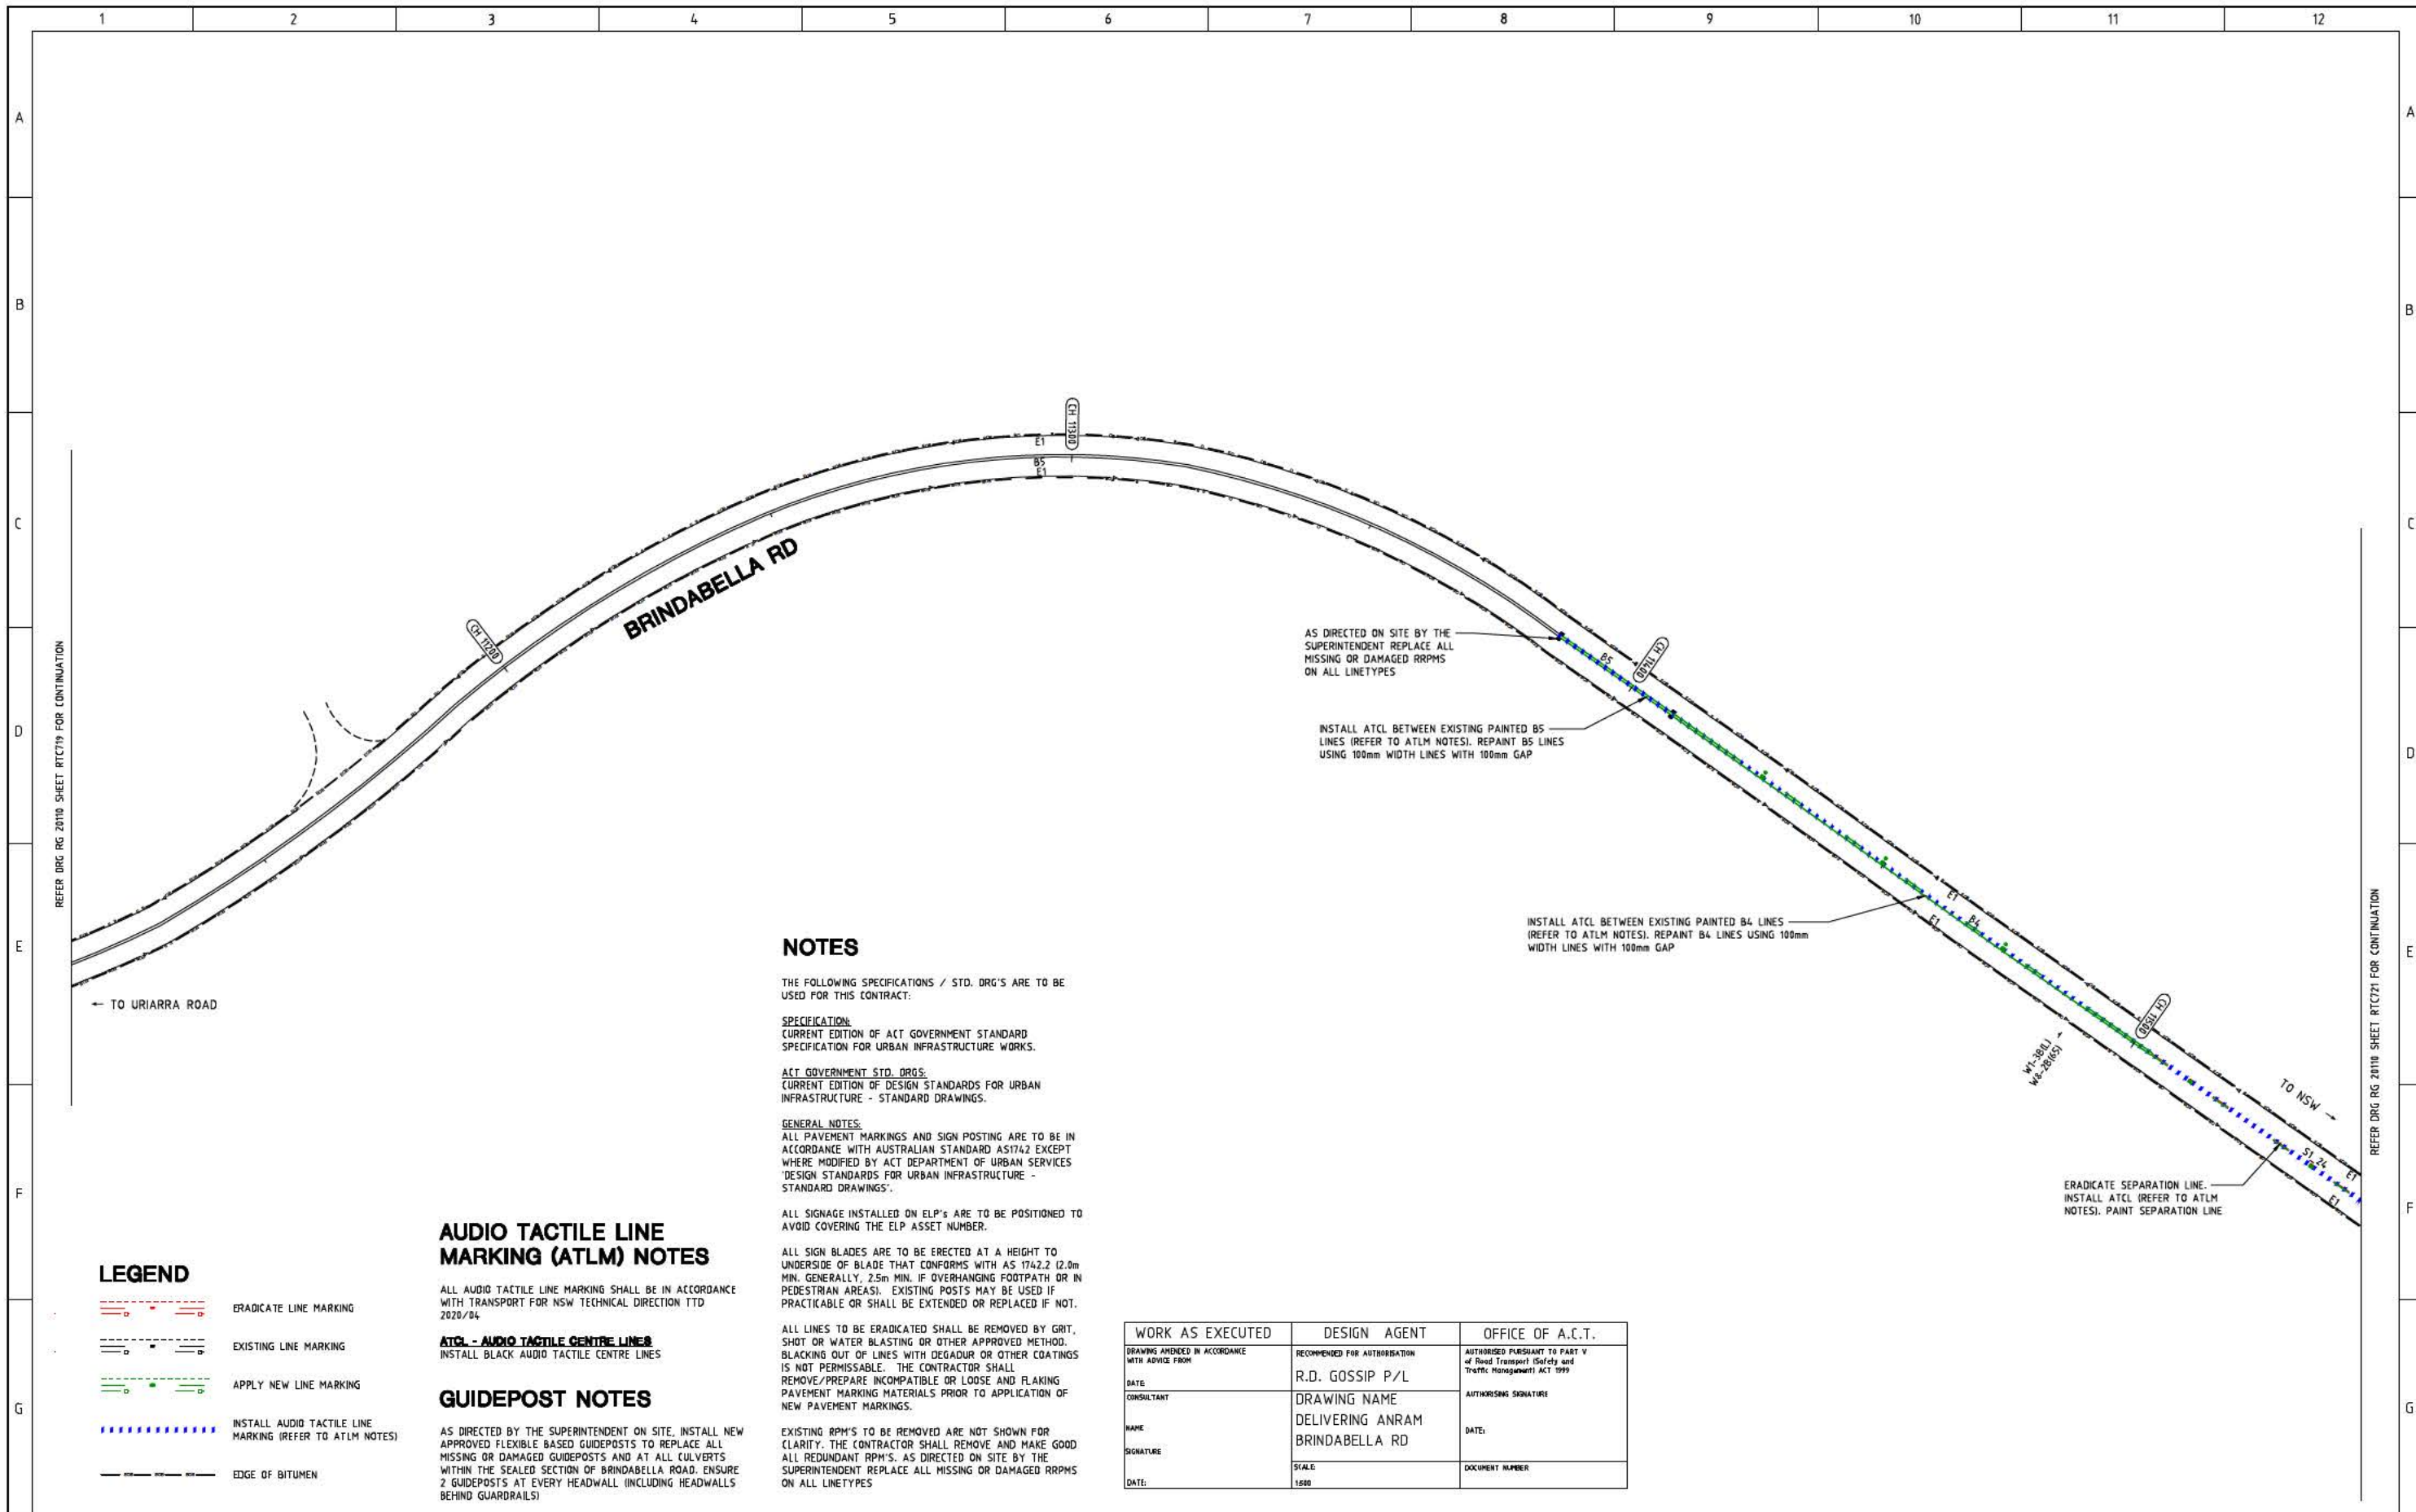 1 2 3 4 5 6 7 8 9 10 11 12
A A
B B
C C
D D
E E
F F
G G
REFER DRG RG 20110 SHEET RTC719 FOR CONTINUATION
REFER DRG RG 20110 SHEET RTC721 FOR CONTINUATION
CH 11200
CH 11300
CH 11400
CH 11500
E1
B5
E1
BRINDABELLA RD
B5
E1
B4
E1
S1 24
E1
E1
W1-3B(L)
W8-2B(65)
← TO URIARRA ROAD
TO NSW →
AS DIRECTED ON SITE BY THE
SUPERINTENDENT REPLACE ALL
MISSING OR DAMAGED RRPMS
ON ALL LINETYPES
INSTALL ATCL BETWEEN EXISTING PAINTED B5
LINES (REFER TO ATLM NOTES). REPAINT B5 LINES
USING 100mm WIDTH LINES WITH 100mm GAP
INSTALL ATCL BETWEEN EXISTING PAINTED B4 LINES
(REFER TO ATLM NOTES). REPAINT B4 LINES USING 100mm
WIDTH LINES WITH 100mm GAP
ERADICATE SEPARATION LINE.
INSTALL ATCL (REFER TO ATLM
NOTES). PAINT SEPARATION LINE
LEGEND
ERADICATE LINE MARKING
EXISTING LINE MARKING
APPLY NEW LINE MARKING
INSTALL AUDIO TACTILE LINE
MARKING (REFER TO ATLM NOTES)
EDGE OF BITUMEN
AUDIO TACTILE LINE
MARKING (ATLM) NOTES
ALL AUDIO TACTILE LINE MARKING SHALL BE IN ACCORDANCE
WITH TRANSPORT FOR NSW TECHNICAL DIRECTION TTD
2020/04
ATCL - AUDIO TACTILE CENTRE LINES
INSTALL BLACK AUDIO TACTILE CENTRE LINES
GUIDEPOST NOTES
AS DIRECTED BY THE SUPERINTENDENT ON SITE, INSTALL NEW
APPROVED FLEXIBLE BASED GUIDEPOSTS TO REPLACE ALL
MISSING OR DAMAGED GUIDEPOSTS AND AT ALL CULVERTS
WITHIN THE SEALED SECTION OF BRINDABELLA ROAD. ENSURE
2 GUIDEPOSTS AT EVERY HEADWALL (INCLUDING HEADWALLS
BEHIND GUARDRAILS)
NOTES
THE FOLLOWING SPECIFICATIONS / STD. DRG'S ARE TO BE
USED FOR THIS CONTRACT:
SPECIFICATION:
CURRENT EDITION OF ACT GOVERNMENT STANDARD
SPECIFICATION FOR URBAN INFRASTRUCTURE WORKS.
ACT GOVERNMENT STD. DRGS:
CURRENT EDITION OF DESIGN STANDARDS FOR URBAN
INFRASTRUCTURE - STANDARD DRAWINGS.
GENERAL NOTES:
ALL PAVEMENT MARKINGS AND SIGN POSTING ARE TO BE IN
ACCORDANCE WITH AUSTRALIAN STANDARD AS1742 EXCEPT
WHERE MODIFIED BY ACT DEPARTMENT OF URBAN SERVICES
'DESIGN STANDARDS FOR URBAN INFRASTRUCTURE -
STANDARD DRAWINGS'.
ALL SIGNAGE INSTALLED ON ELP's ARE TO BE POSITIONED TO
AVOID COVERING THE ELP ASSET NUMBER.
ALL SIGN BLADES ARE TO BE ERECTED AT A HEIGHT TO
UNDERSIDE OF BLADE THAT CONFORMS WITH AS 1742.2 (2.0m
MIN. GENERALLY, 2.5m MIN. IF OVERHANGING FOOTPATH OR IN
PEDESTRIAN AREAS). EXISTING POSTS MAY BE USED IF
PRACTICABLE OR SHALL BE EXTENDED OR REPLACED IF NOT.
ALL LINES TO BE ERADICATED SHALL BE REMOVED BY GRIT,
SHOT OR WATER BLASTING OR OTHER APPROVED METHOD.
BLACKING OUT OF LINES WITH DEGADUR OR OTHER COATINGS
IS NOT PERMISSABLE. THE CONTRACTOR SHALL
REMOVE/PREPARE INCOMPATIBLE OR LOOSE AND FLAKING
PAVEMENT MARKING MATERIALS PRIOR TO APPLICATION OF
NEW PAVEMENT MARKINGS.
EXISTING RPM'S TO BE REMOVED ARE NOT SHOWN FOR
CLARITY. THE CONTRACTOR SHALL REMOVE AND MAKE GOOD
ALL REDUNDANT RPM'S. AS DIRECTED ON SITE BY THE
SUPERINTENDENT REPLACE ALL MISSING OR DAMAGED RRPMS
ON ALL LINETYPES
WORK AS EXECUTED
DRAWING AMENDED IN ACCORDANCE
WITH ADVICE FROM
DATE:
CONSULTANT
NAME
SIGNATURE
DATE:
DESIGN AGENT
RECOMMENDED FOR AUTHORISATION
R.D. GOSSIP P/L
DRAWING NAME
DELIVERING ANRAM
BRINDABELLA RD
SCALE:
1:500
OFFICE OF A.C.T.
AUTHORISED PURSUANT TO PART V
of Road Transport (Safety and
Traffic Management) ACT 1999
AUTHORISING SIGNATURE
DATE:
DOCUMENT NUMBER